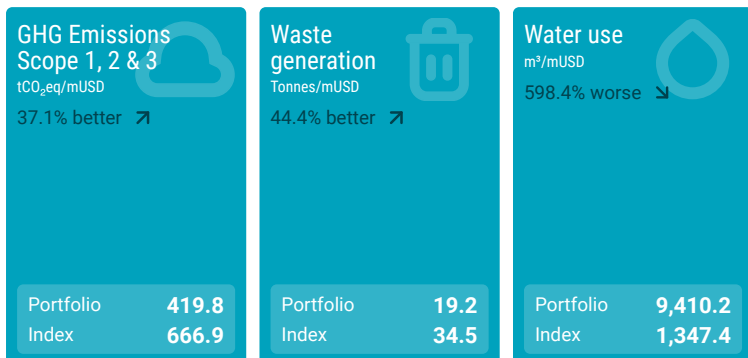 GHG Emissions
Scope 1, 2 & 3
tCO₂eq/mUSD
37.1% better
Portfolio 419.8
Index 666.9
Waste
generation
Tonnes/mUSD
44.4% better
Portfolio 19.2
Index 34.5
Water use
m³/mUSD
598.4% worse
Portfolio 9,410.2
Index 1,347.4